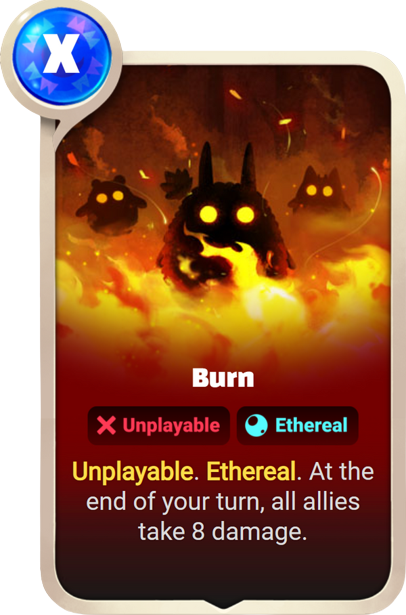 X
Burn
Unplayable Ethereal
Unplayable. Ethereal. At the
end of your turn, all allies
take 8 damage.